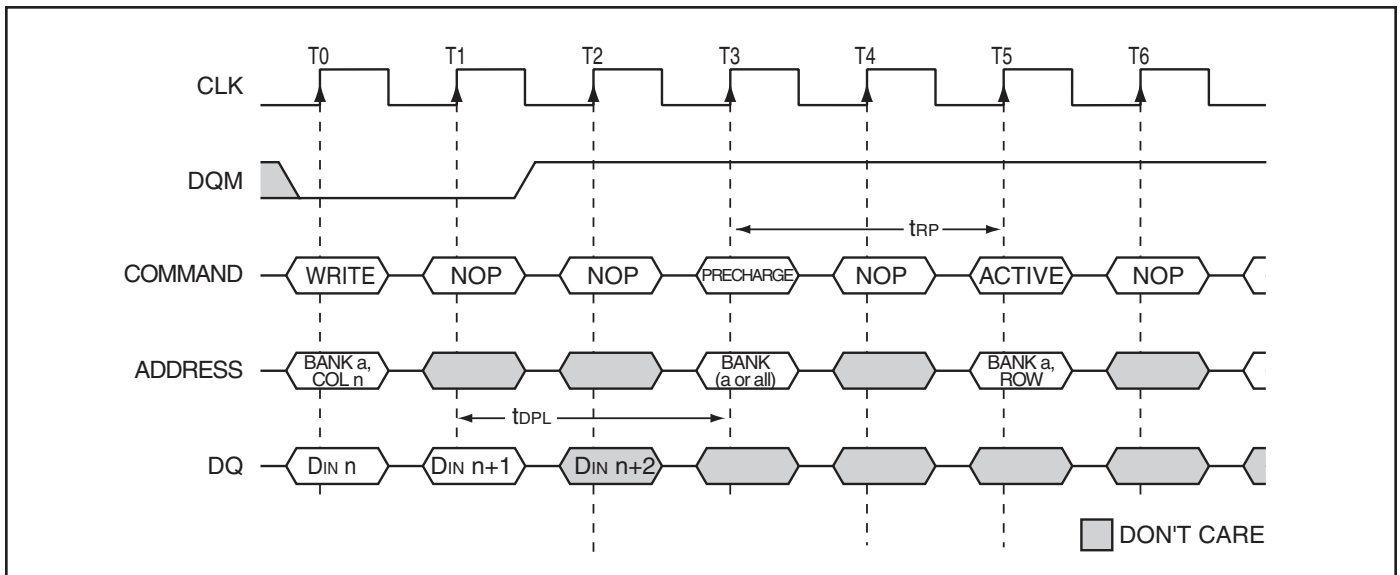 T0 T1 T2 T3 T4 T5 T6
CLK
DQM
tRP
COMMAND WRITE NOP NOP PRECHARGE NOP ACTIVE NOP
ADDRESS BANK a, COL n BANK (a or all) BANK a, ROW
tDPL
DQ DIN n DIN n+1 DIN n+2
DON'T CARE